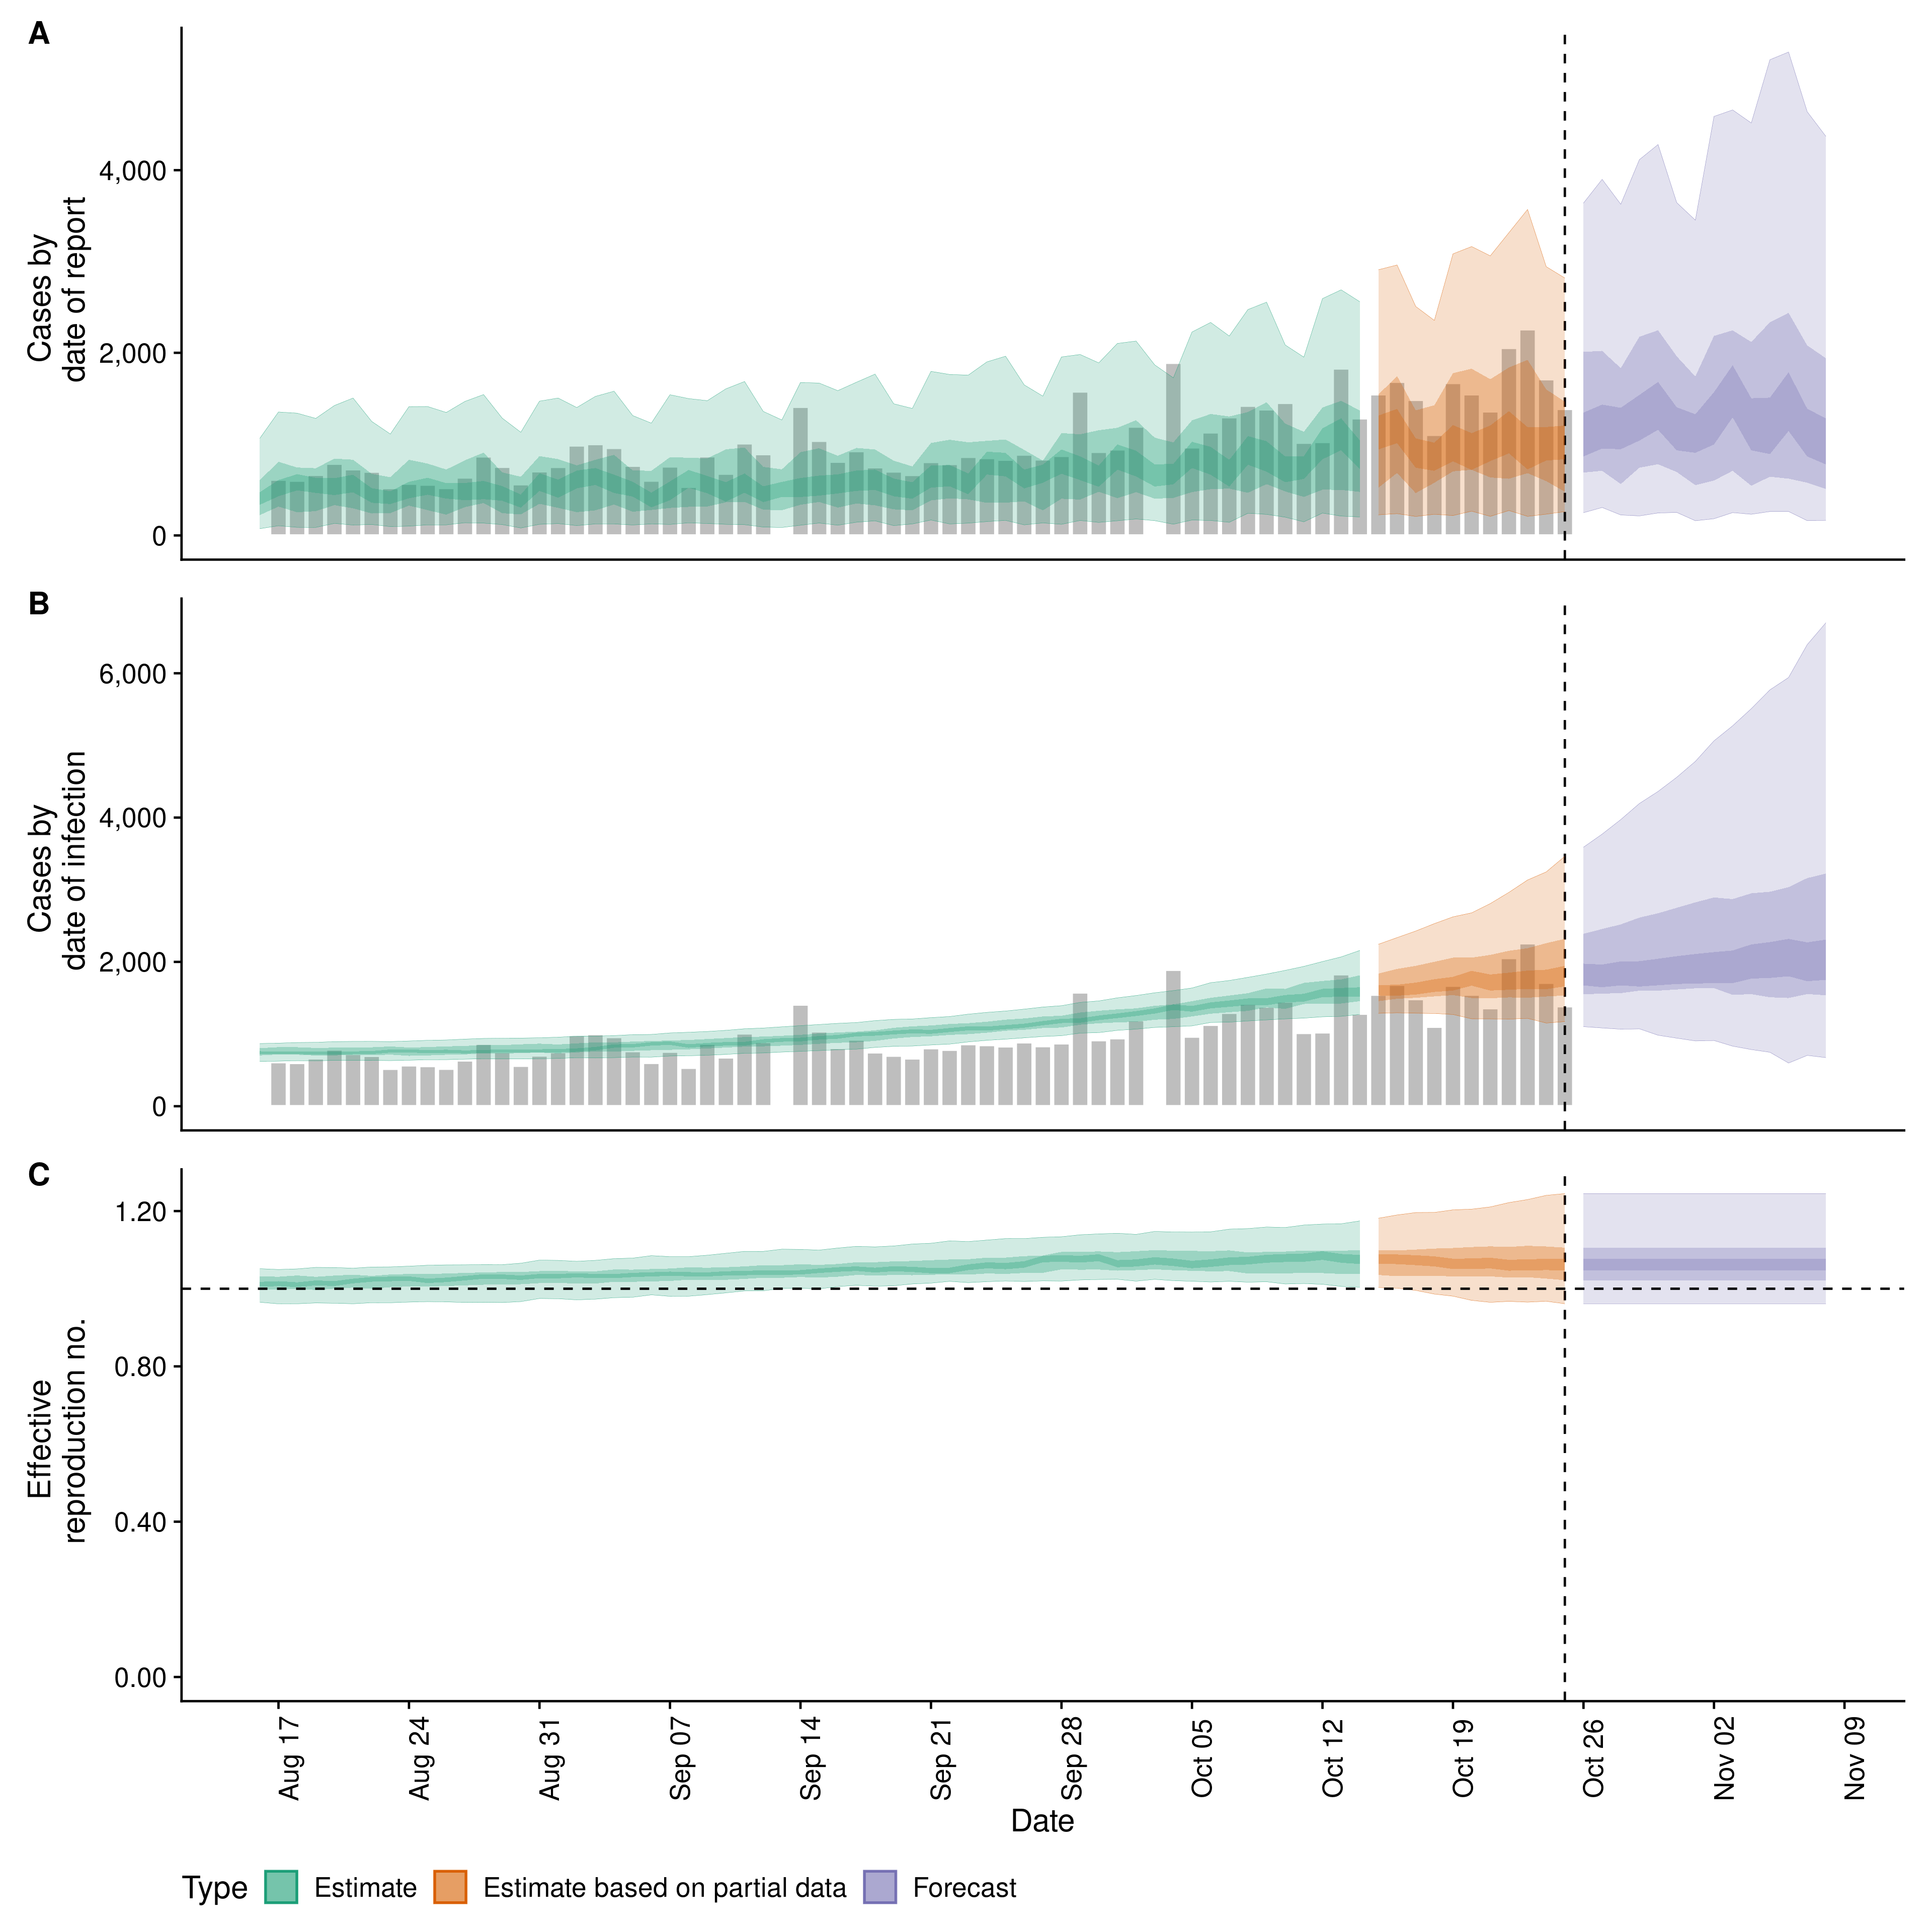 A
Cases by
date of report
4,000
2,000
0
B
Cases by
date of infection
6,000
4,000
2,000
0
C
Effective
reproduction no.
1.20
0.80
0.40
0.00
Aug 17
Aug 24
Aug 31
Sep 07
Sep 14
Sep 21
Sep 28
Oct 05
Oct 12
Oct 19
Oct 26
Nov 02
Nov 09
Date
Type Estimate Estimate based on partial data Forecast